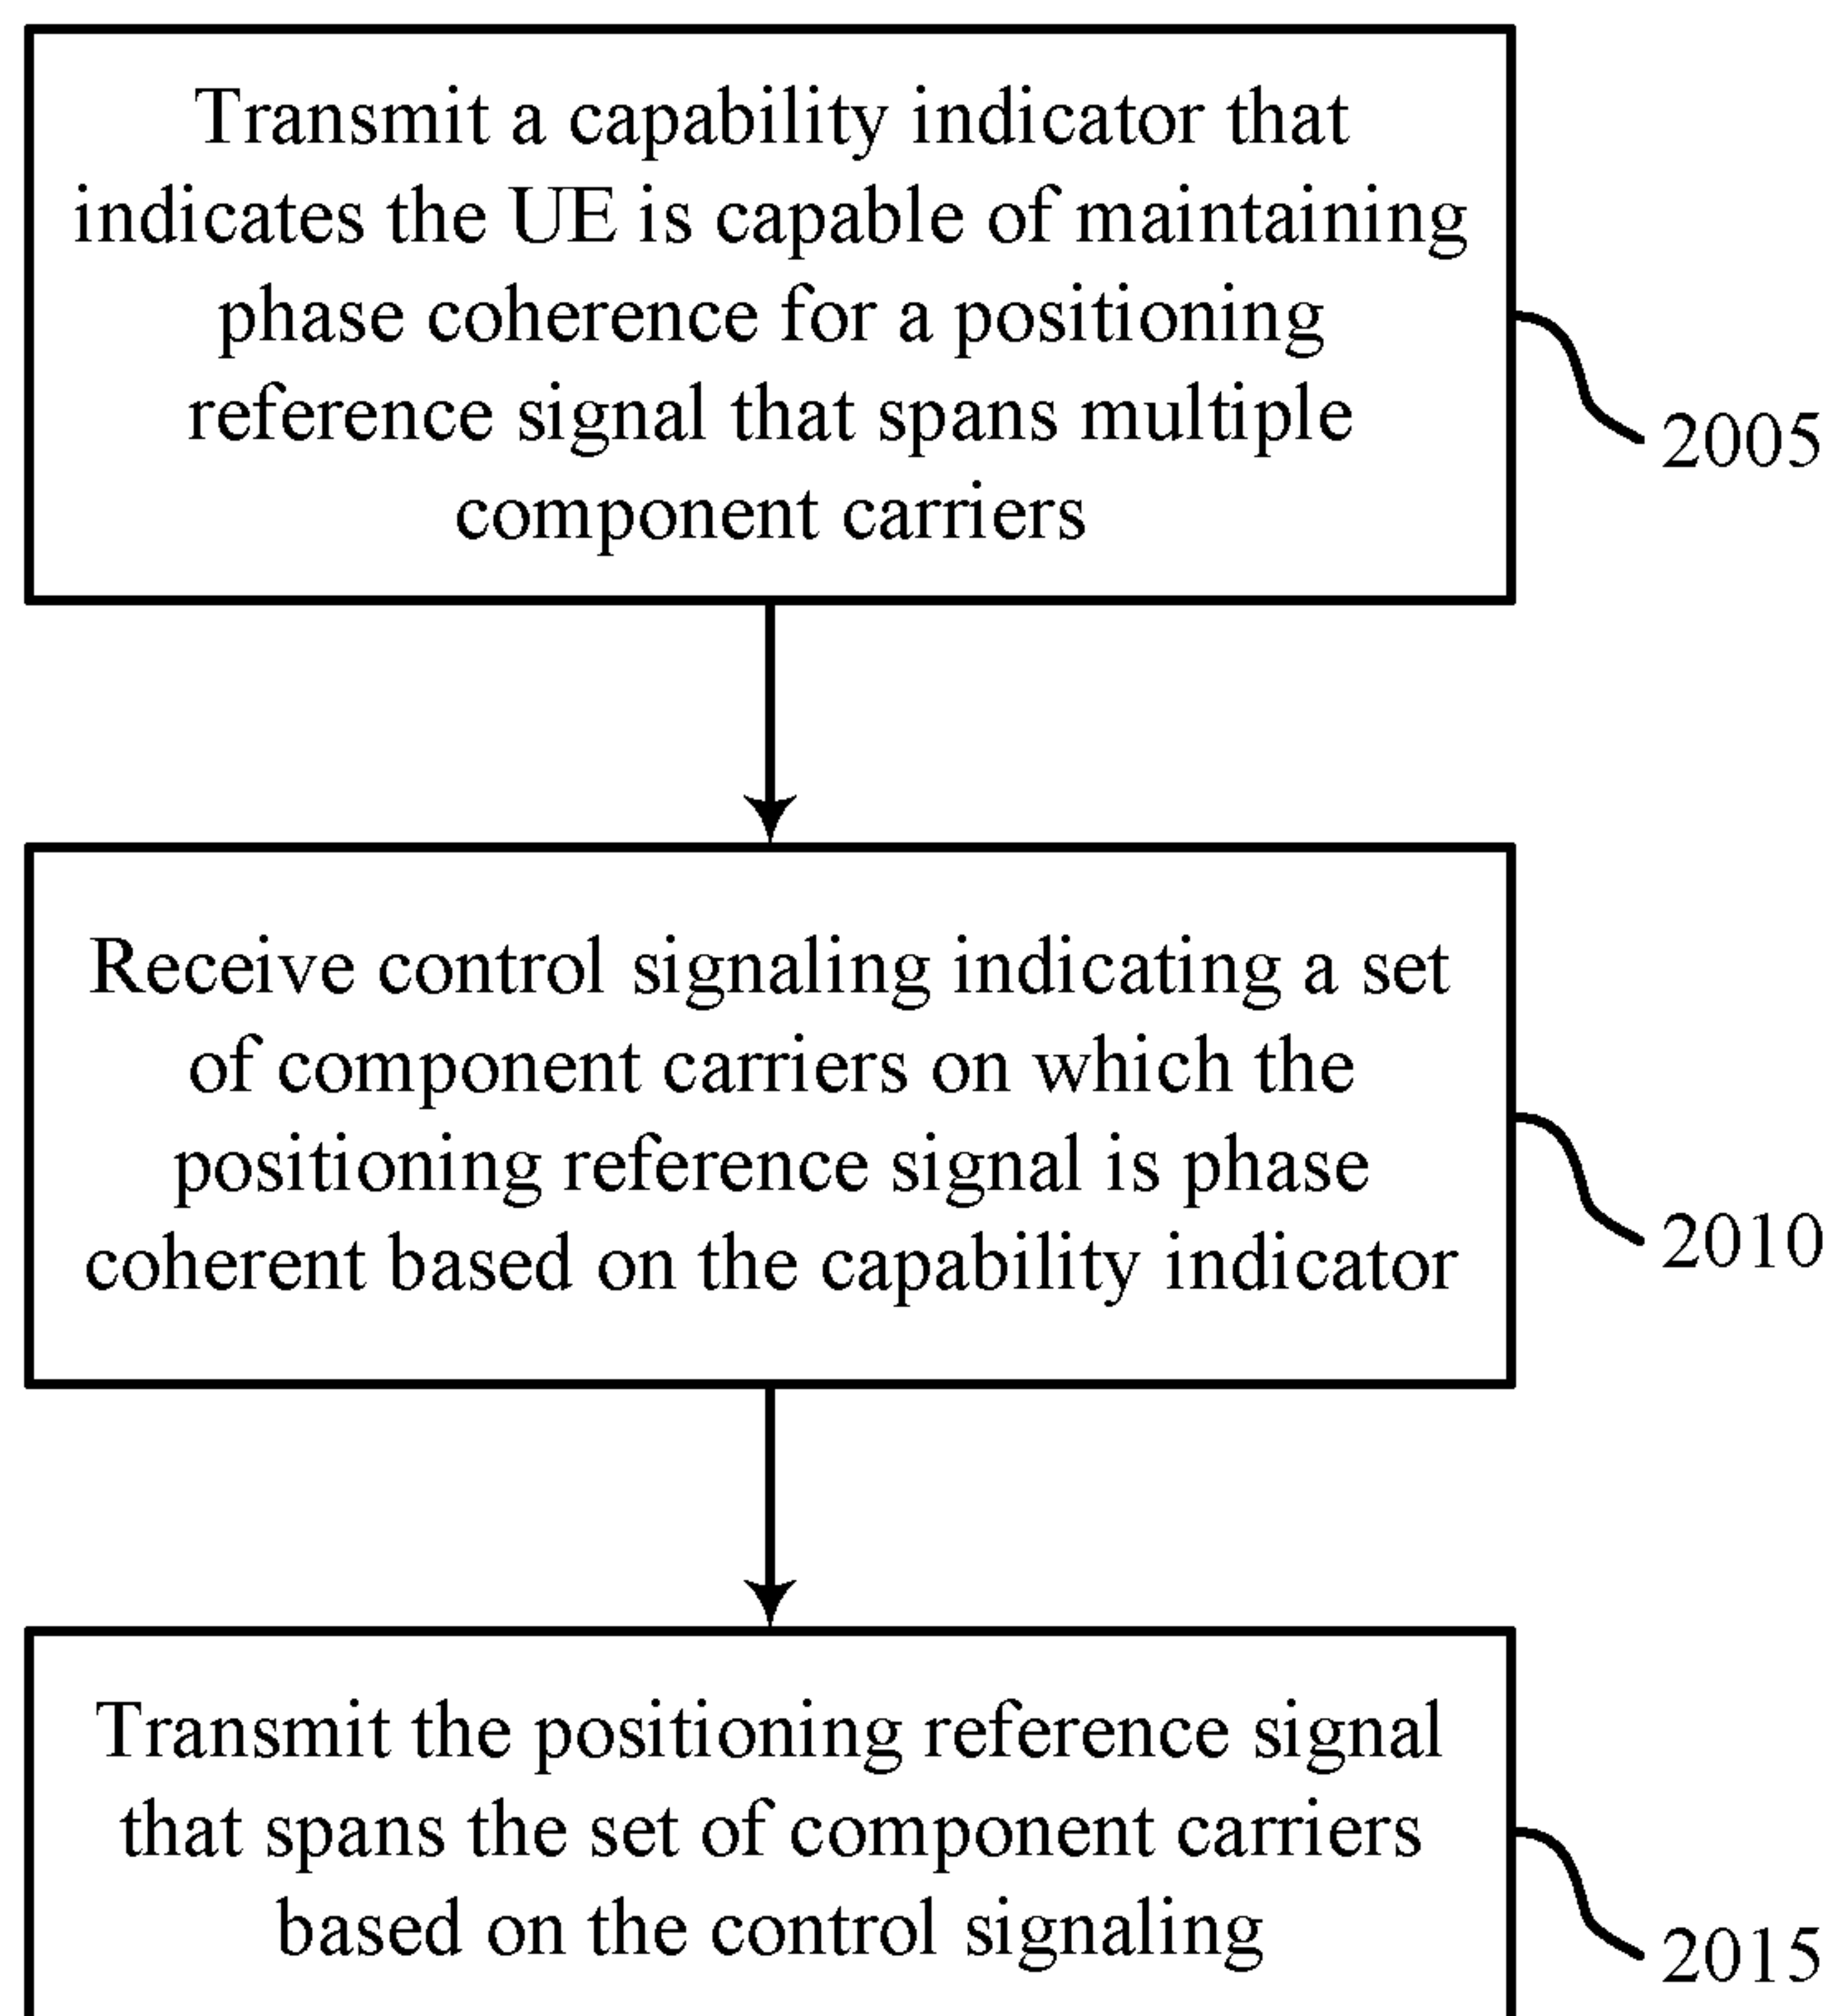 Transmit a capability indicator that
indicates the UE is capable of maintaining
phase coherence for a positioning
reference signal that spans multiple
component carriers
2005
Receive control signaling indicating a set
of component carriers on which the
positioning reference signal is phase
coherent based on the capability indicator
2010
Transmit the positioning reference signal
that spans the set of component carriers
based on the control signaling
2015